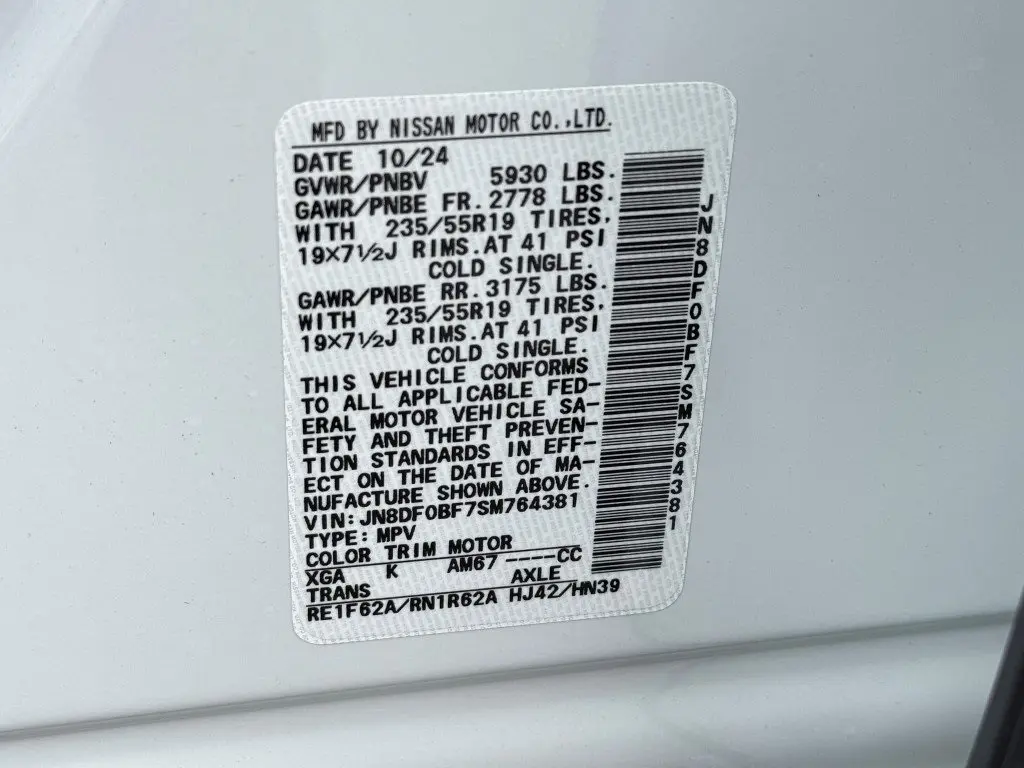 MFD BY NISSAN MOTOR CO.,LTD.
DATE 10/24
GVWR/PNBV 5930 LBS.
GAWR/PNBE FR. 2778 LBS.
WITH 235/55R19 TIRES.
19×7½J RIMS. AT 41 PSI
COLD SINGLE.
GAWR/PNBE RR. 3175 LBS.
WITH 235/55R19 TIRES.
19×7½J RIMS. AT 41 PSI
COLD SINGLE.
THIS VEHICLE CONFORMS
TO ALL APPLICABLE FED-
ERAL MOTOR VEHICLE SA-
FETY AND THEFT PREVEN-
TION STANDARDS IN EFF-
ECT ON THE DATE OF MA-
NUFACTURE SHOWN ABOVE.
VIN: JN8DF0BF7SM764381
TYPE: MPV
COLOR TRIM MOTOR
XGA K AM67 ----CC
TRANS AXLE
RE1F62A/RN1R62A HJ42/HN39
JN8DF0BF7SM764381